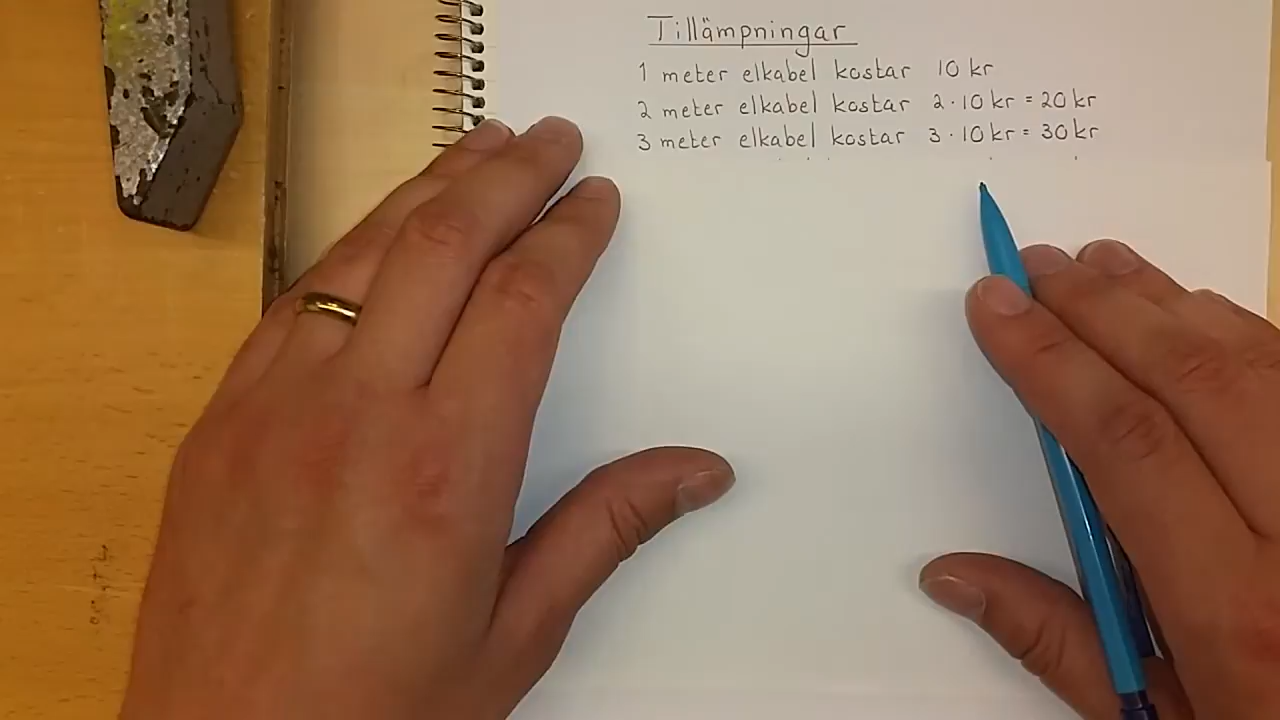 Tillämpningar
1 meter elkabel kostar 10 kr
2 meter elkabel kostar 2·10 kr = 20 kr
3 meter elkabel kostar 3·10 kr = 30 kr